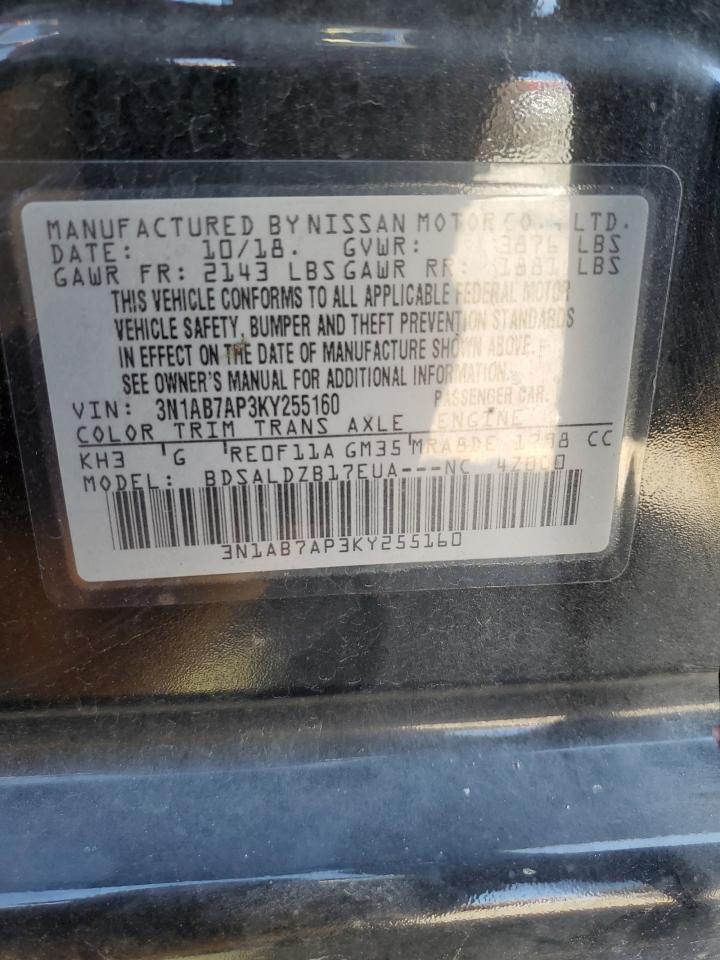 MANUFACTURED BY NISSAN MOTOR CO., LTD.
DATE: 10/18. GVWR: 3876 LBS
GAWR FR: 2143 LBS GAWR RR: 1881 LBS
THIS VEHICLE CONFORMS TO ALL APPLICABLE FEDERAL MOTOR
VEHICLE SAFETY, BUMPER AND THEFT PREVENTION STANDARDS
IN EFFECT ON THE DATE OF MANUFACTURE SHOWN ABOVE.
SEE OWNER'S MANUAL FOR ADDITIONAL INFORMATION.
VIN: 3N1AB7AP3KY255160 PASSENGER CAR
COLOR TRIM TRANS AXLE ENGINE
KH3 G RE0F11A GM35 MRA8DE 1798 CC
MODEL: BDSALDZB17EUA---NC 47000
3N1AB7AP3KY255160